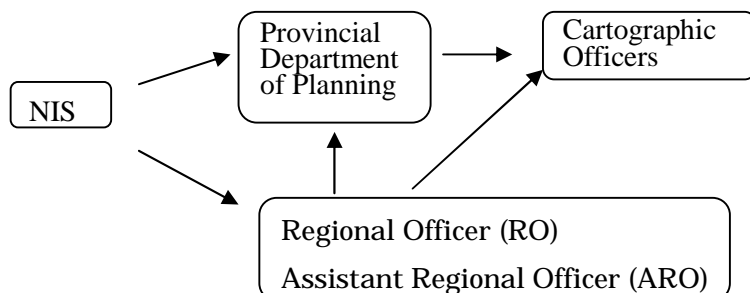 Provincial
Department
of Planning
Cartographic
Officers
NIS
Regional Officer (RO)
Assistant Regional Officer (ARO)